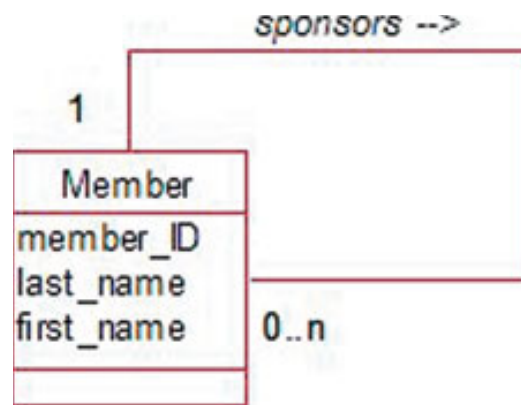 sponsors -->
1
Member
member_ID
last_name
first_name
0..n